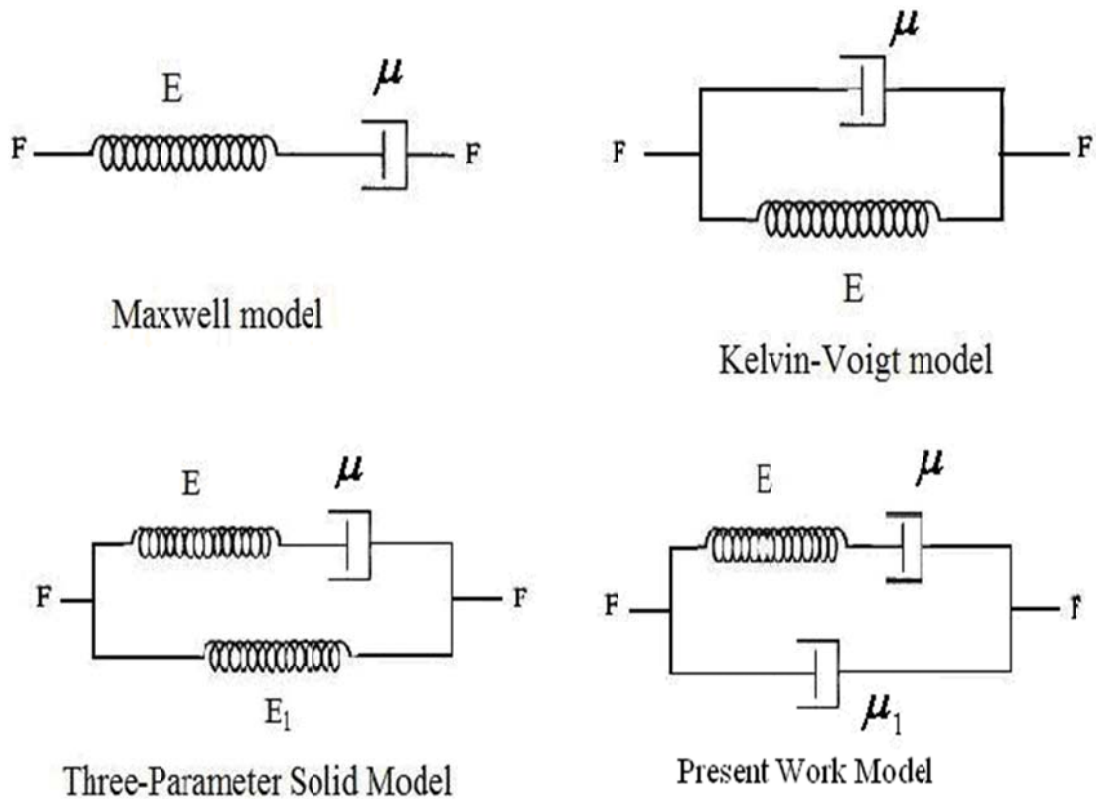 μ
E
F
F
Maxwell model
μ
F
F
E
Kelvin-Voigt model
E
μ
F
F
E₁
Three-Parameter Solid Model
E
μ
F
F
μ₁
Present Work Model